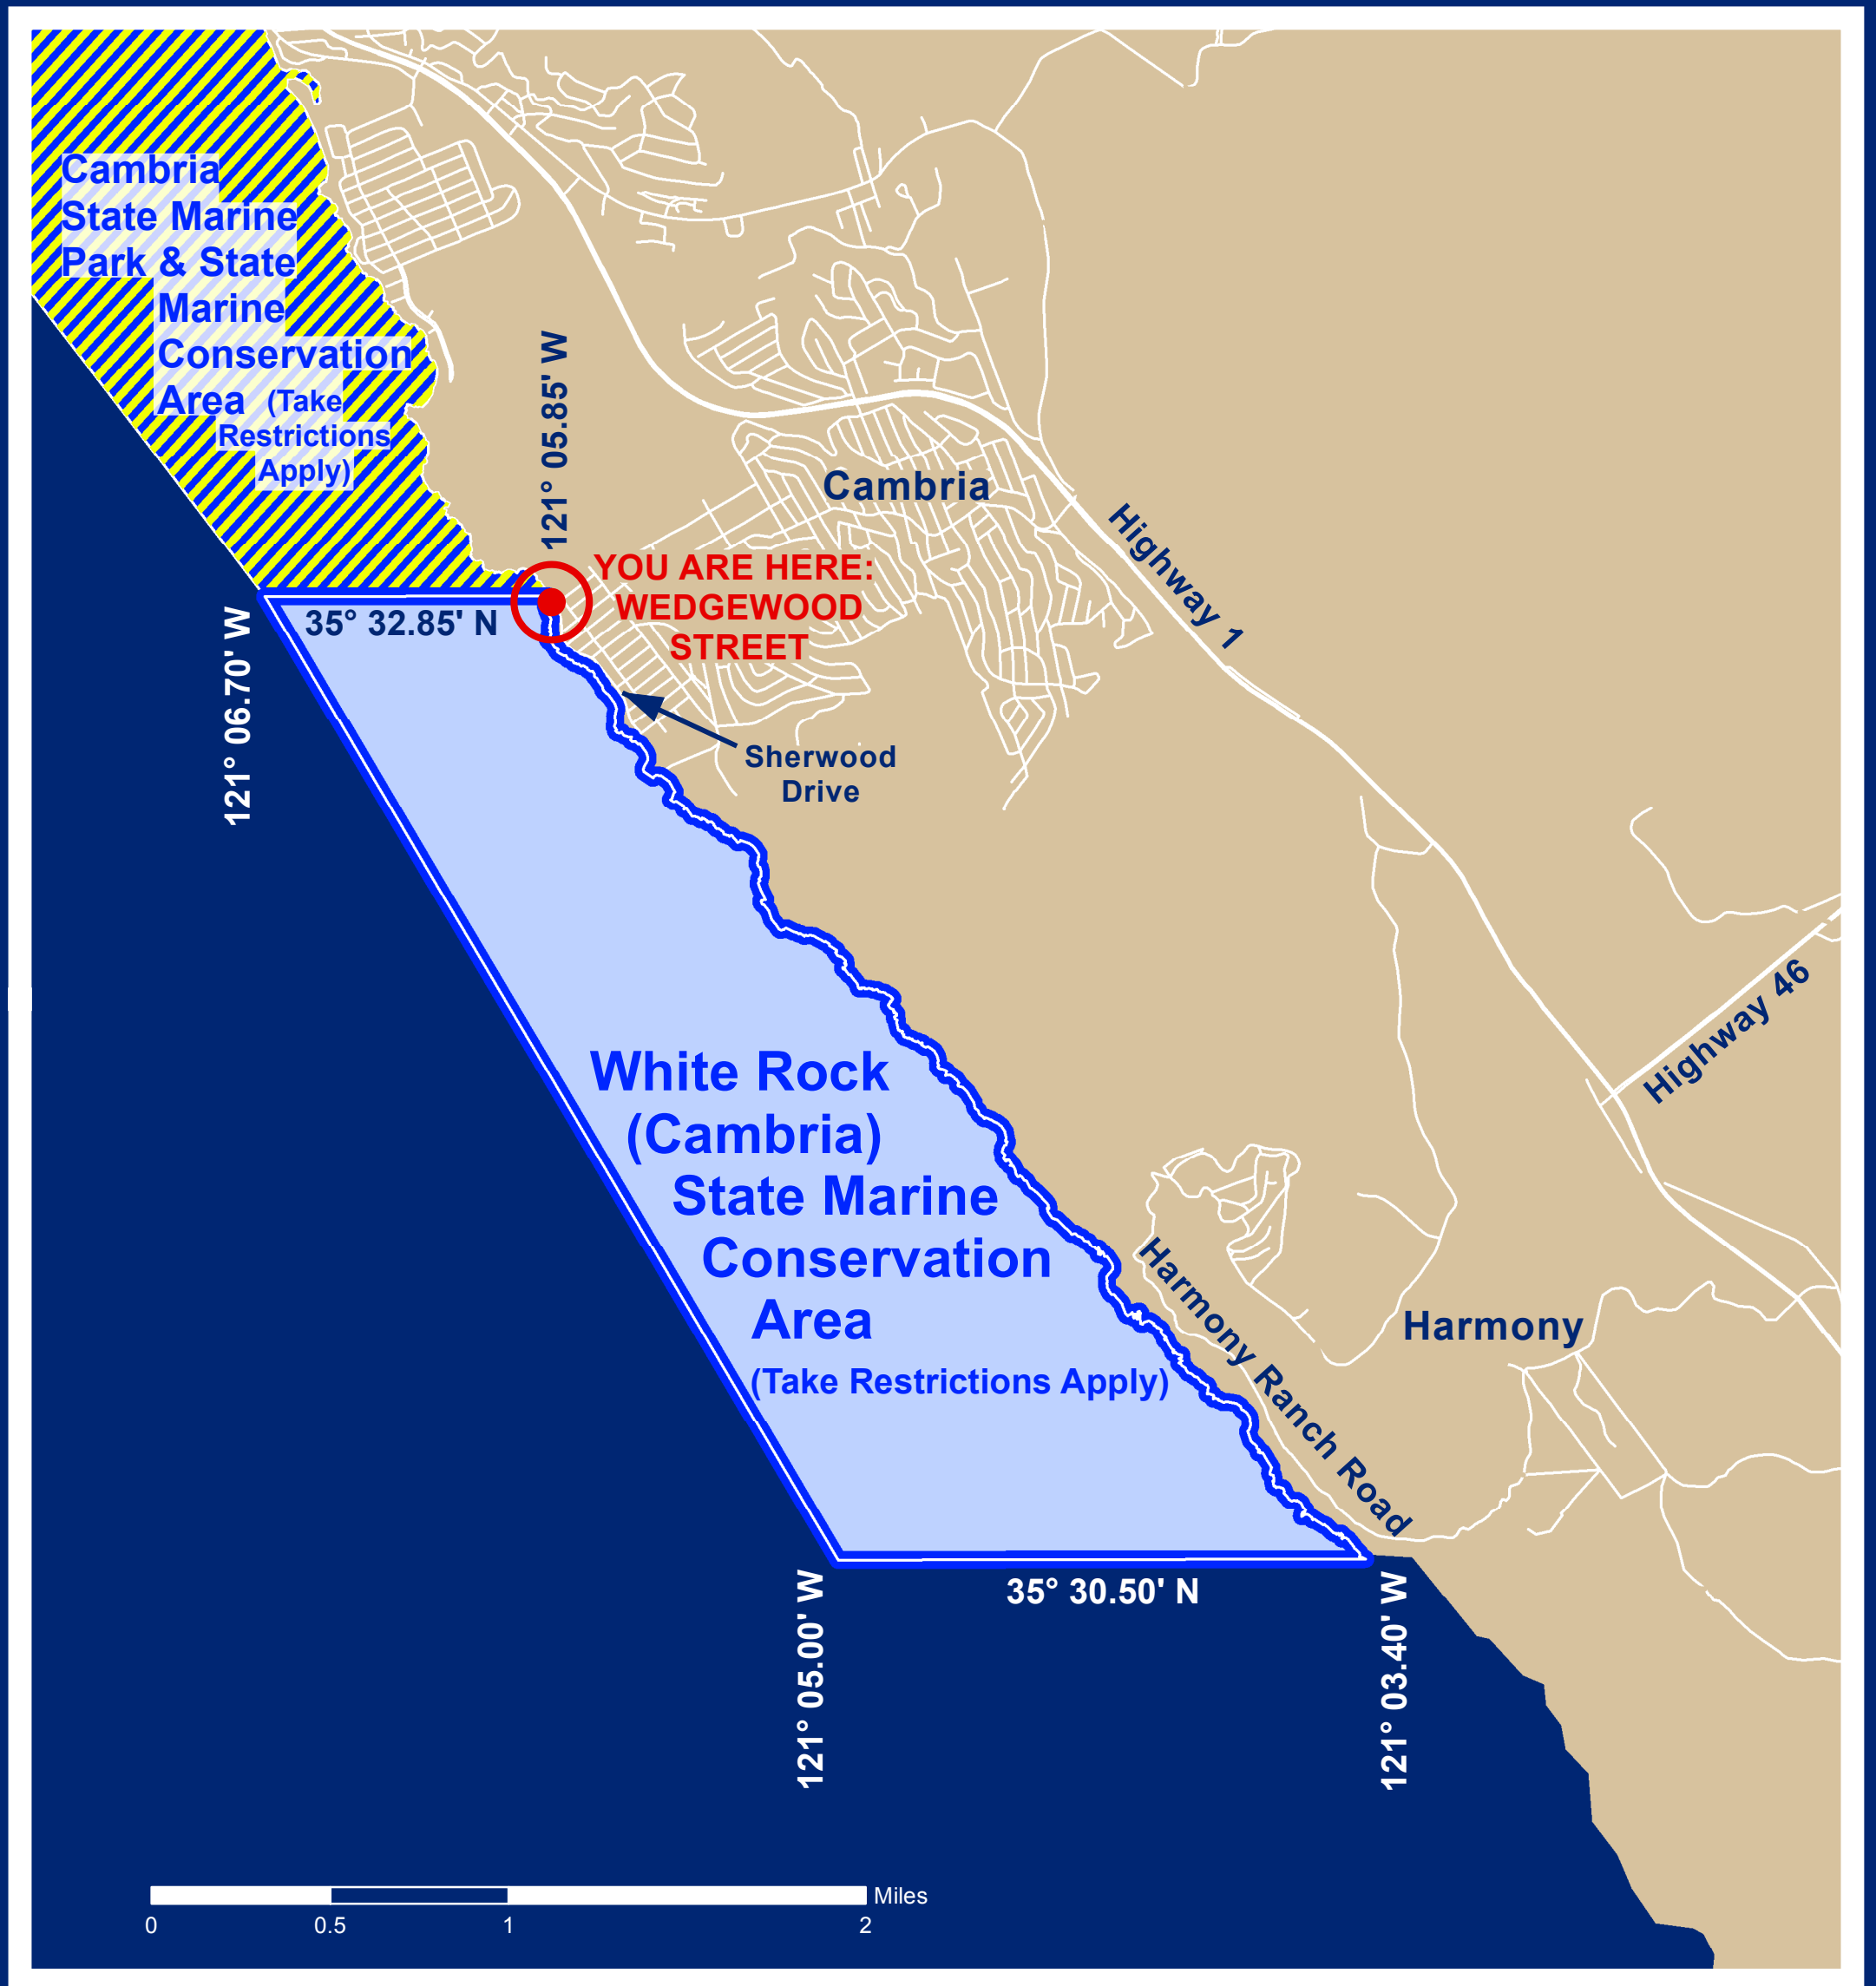 Cambria
State Marine
Park & State
Marine
Conservation
Area (Take
Restrictions
Apply)
121° 05.85' W
Cambria
Highway 1
YOU ARE HERE:
WEDGEWOOD
STREET
35° 32.85' N
121° 06.70' W
Sherwood
Drive
Highway 46
White Rock
(Cambria)
State Marine
Conservation
Area
(Take Restrictions Apply)
Harmony Ranch Road
Harmony
35° 30.50' N
121° 05.00' W
121° 03.40' W
Miles
0 0.5 1 2